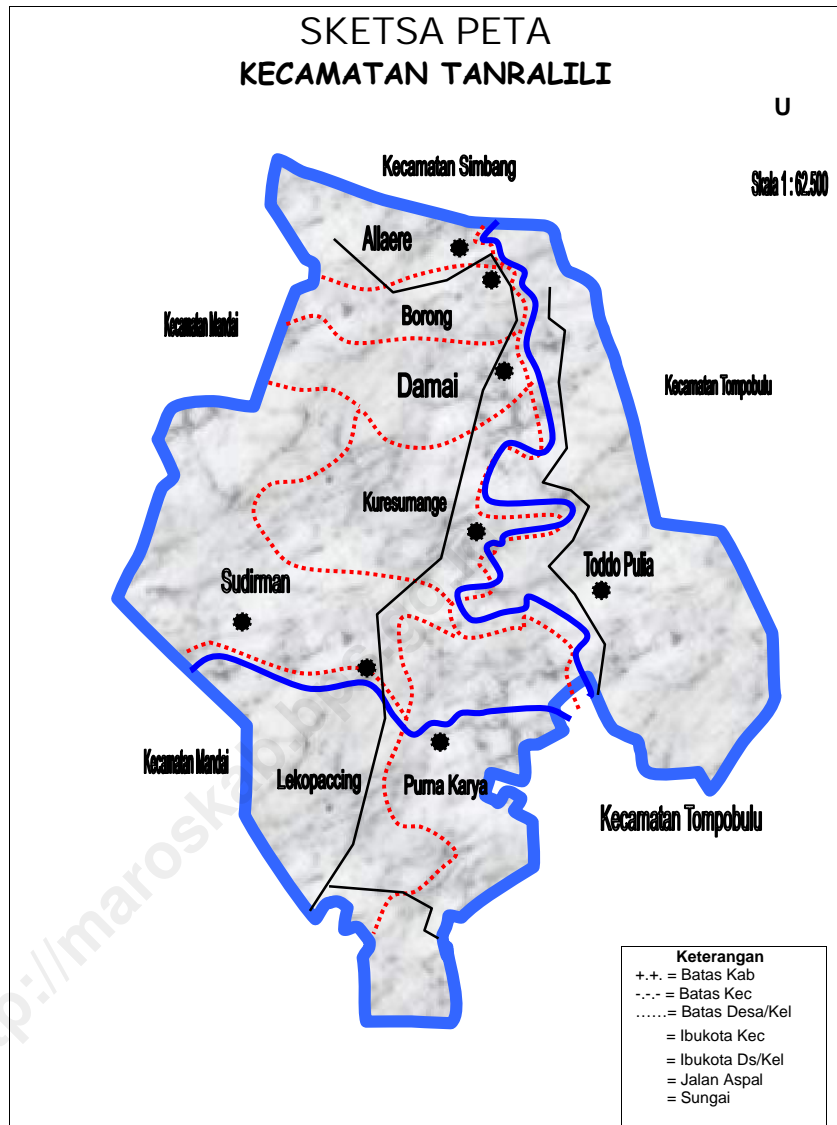 SKETSA PETA
KECAMATAN TANRALILI
U
Skala 1 : 62.500
Kecamatan Simbang
Allaere
Kecamatan Mandai
Borong
Damai
Kecamatan Tompobulu
Kuresumange
Sudirman
Toddo Pulia
Kecamatan Mandai
Lekopaccing
Purna Karya
Kecamatan Tompobulu
Keterangan
+.+. = Batas Kab
-.-.- = Batas Kec
......= Batas Desa/Kel
= Ibukota Kec
= Ibukota Ds/Kel
= Jalan Aspal
= Sungai